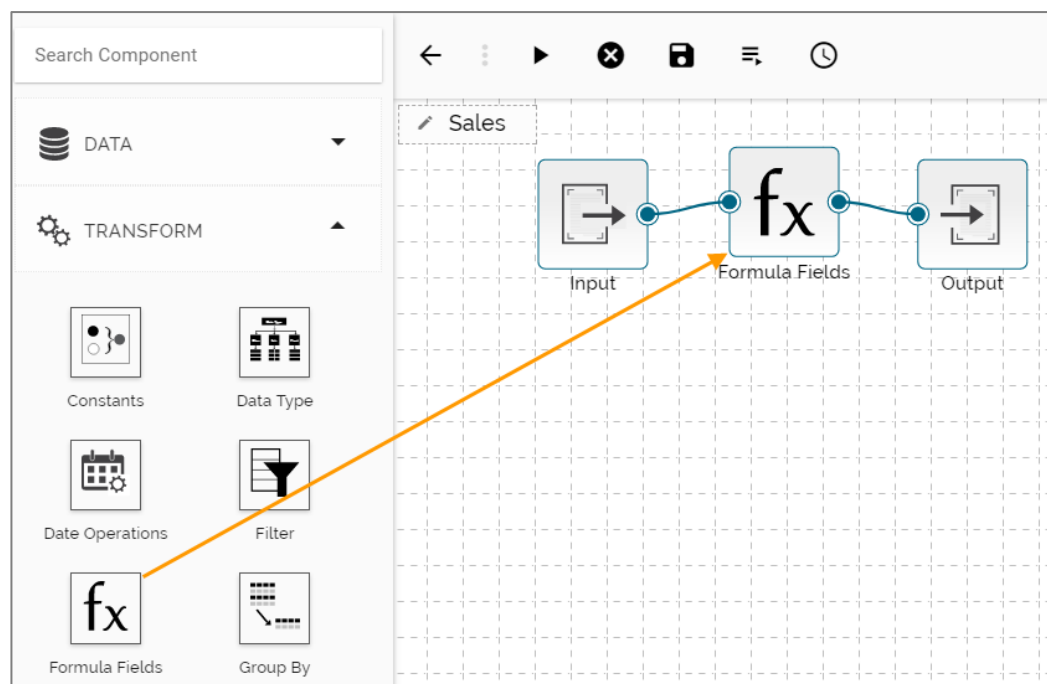 Search Component
DATA
TRANSFORM
Constants
Data Type
Date Operations
Filter
fx
Formula Fields
Group By
Sales
Input
fx
Formula Fields
Output